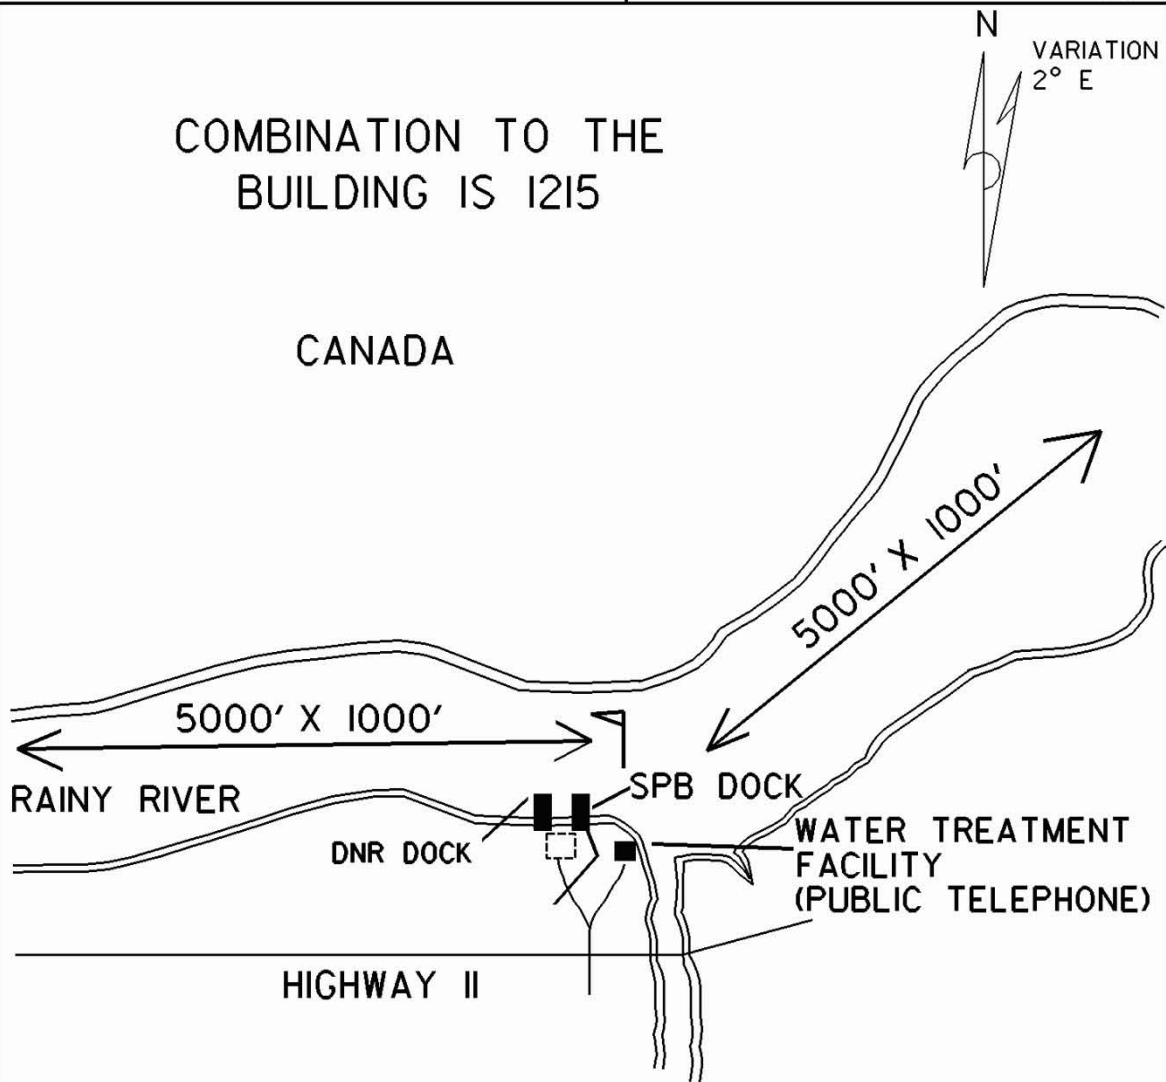 N
VARIATION
2° E
COMBINATION TO THE
BUILDING IS 1215
CANADA
5000' X 1000'
5000' X 1000'
RAINY RIVER
SPB DOCK
DNR DOCK
WATER TREATMENT
FACILITY
(PUBLIC TELEPHONE)
HIGHWAY 11